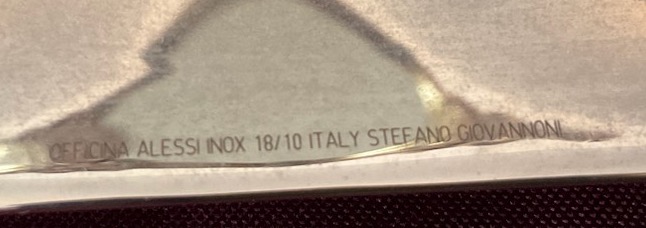 OFFICINA ALESSI INOX 18/10 ITALY STEFANO GIOVANNONI